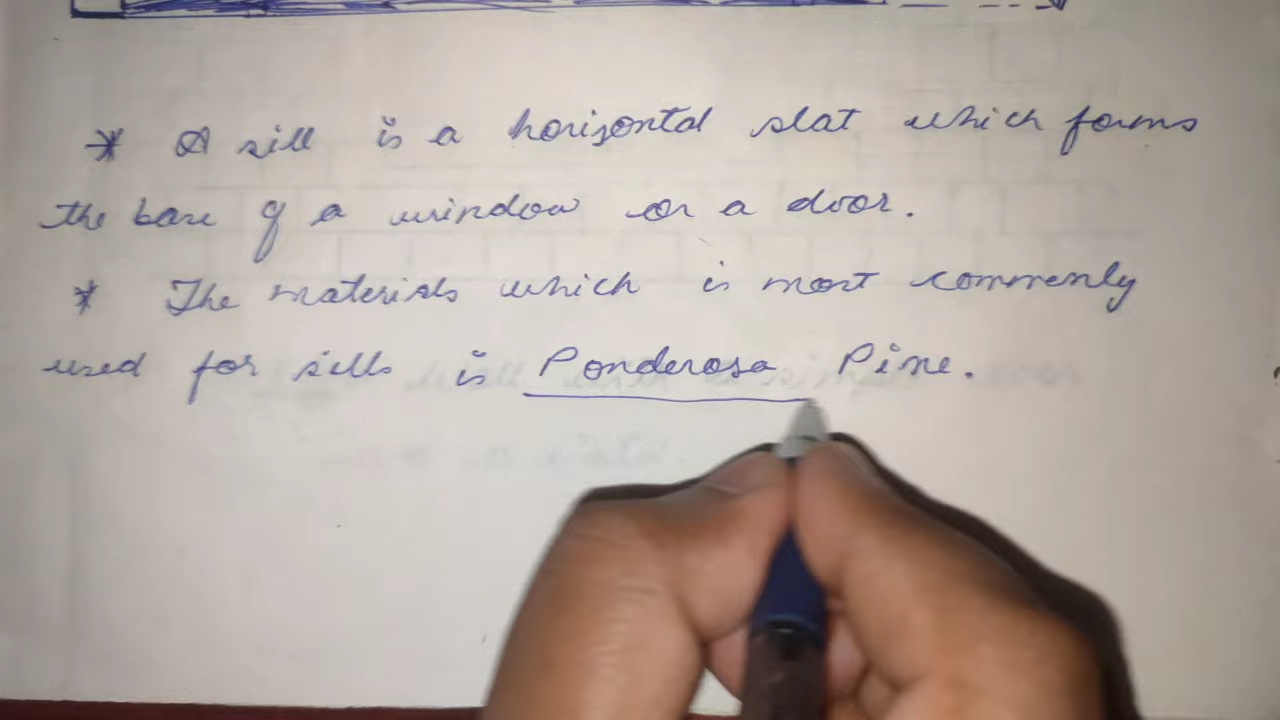 * A sill is a horizontal slat which forms
the base of a window or a door.
* The materials which is most commonly
used for sills is Ponderosa Pine.